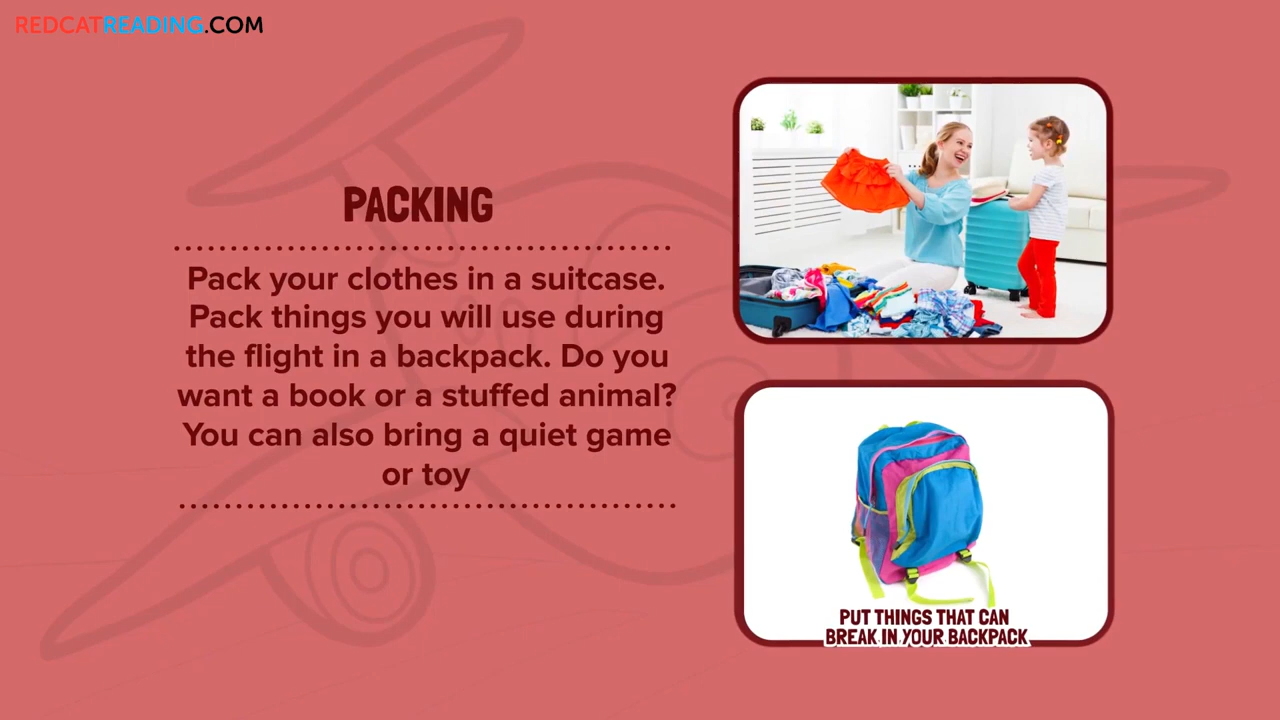 REDCATREADING.COM
PACKING
Pack your clothes in a suitcase.
Pack things you will use during
the flight in a backpack. Do you
want a book or a stuffed animal?
You can also bring a quiet game
or toy
PUT THINGS THAT CAN
BREAK IN YOUR BACKPACK